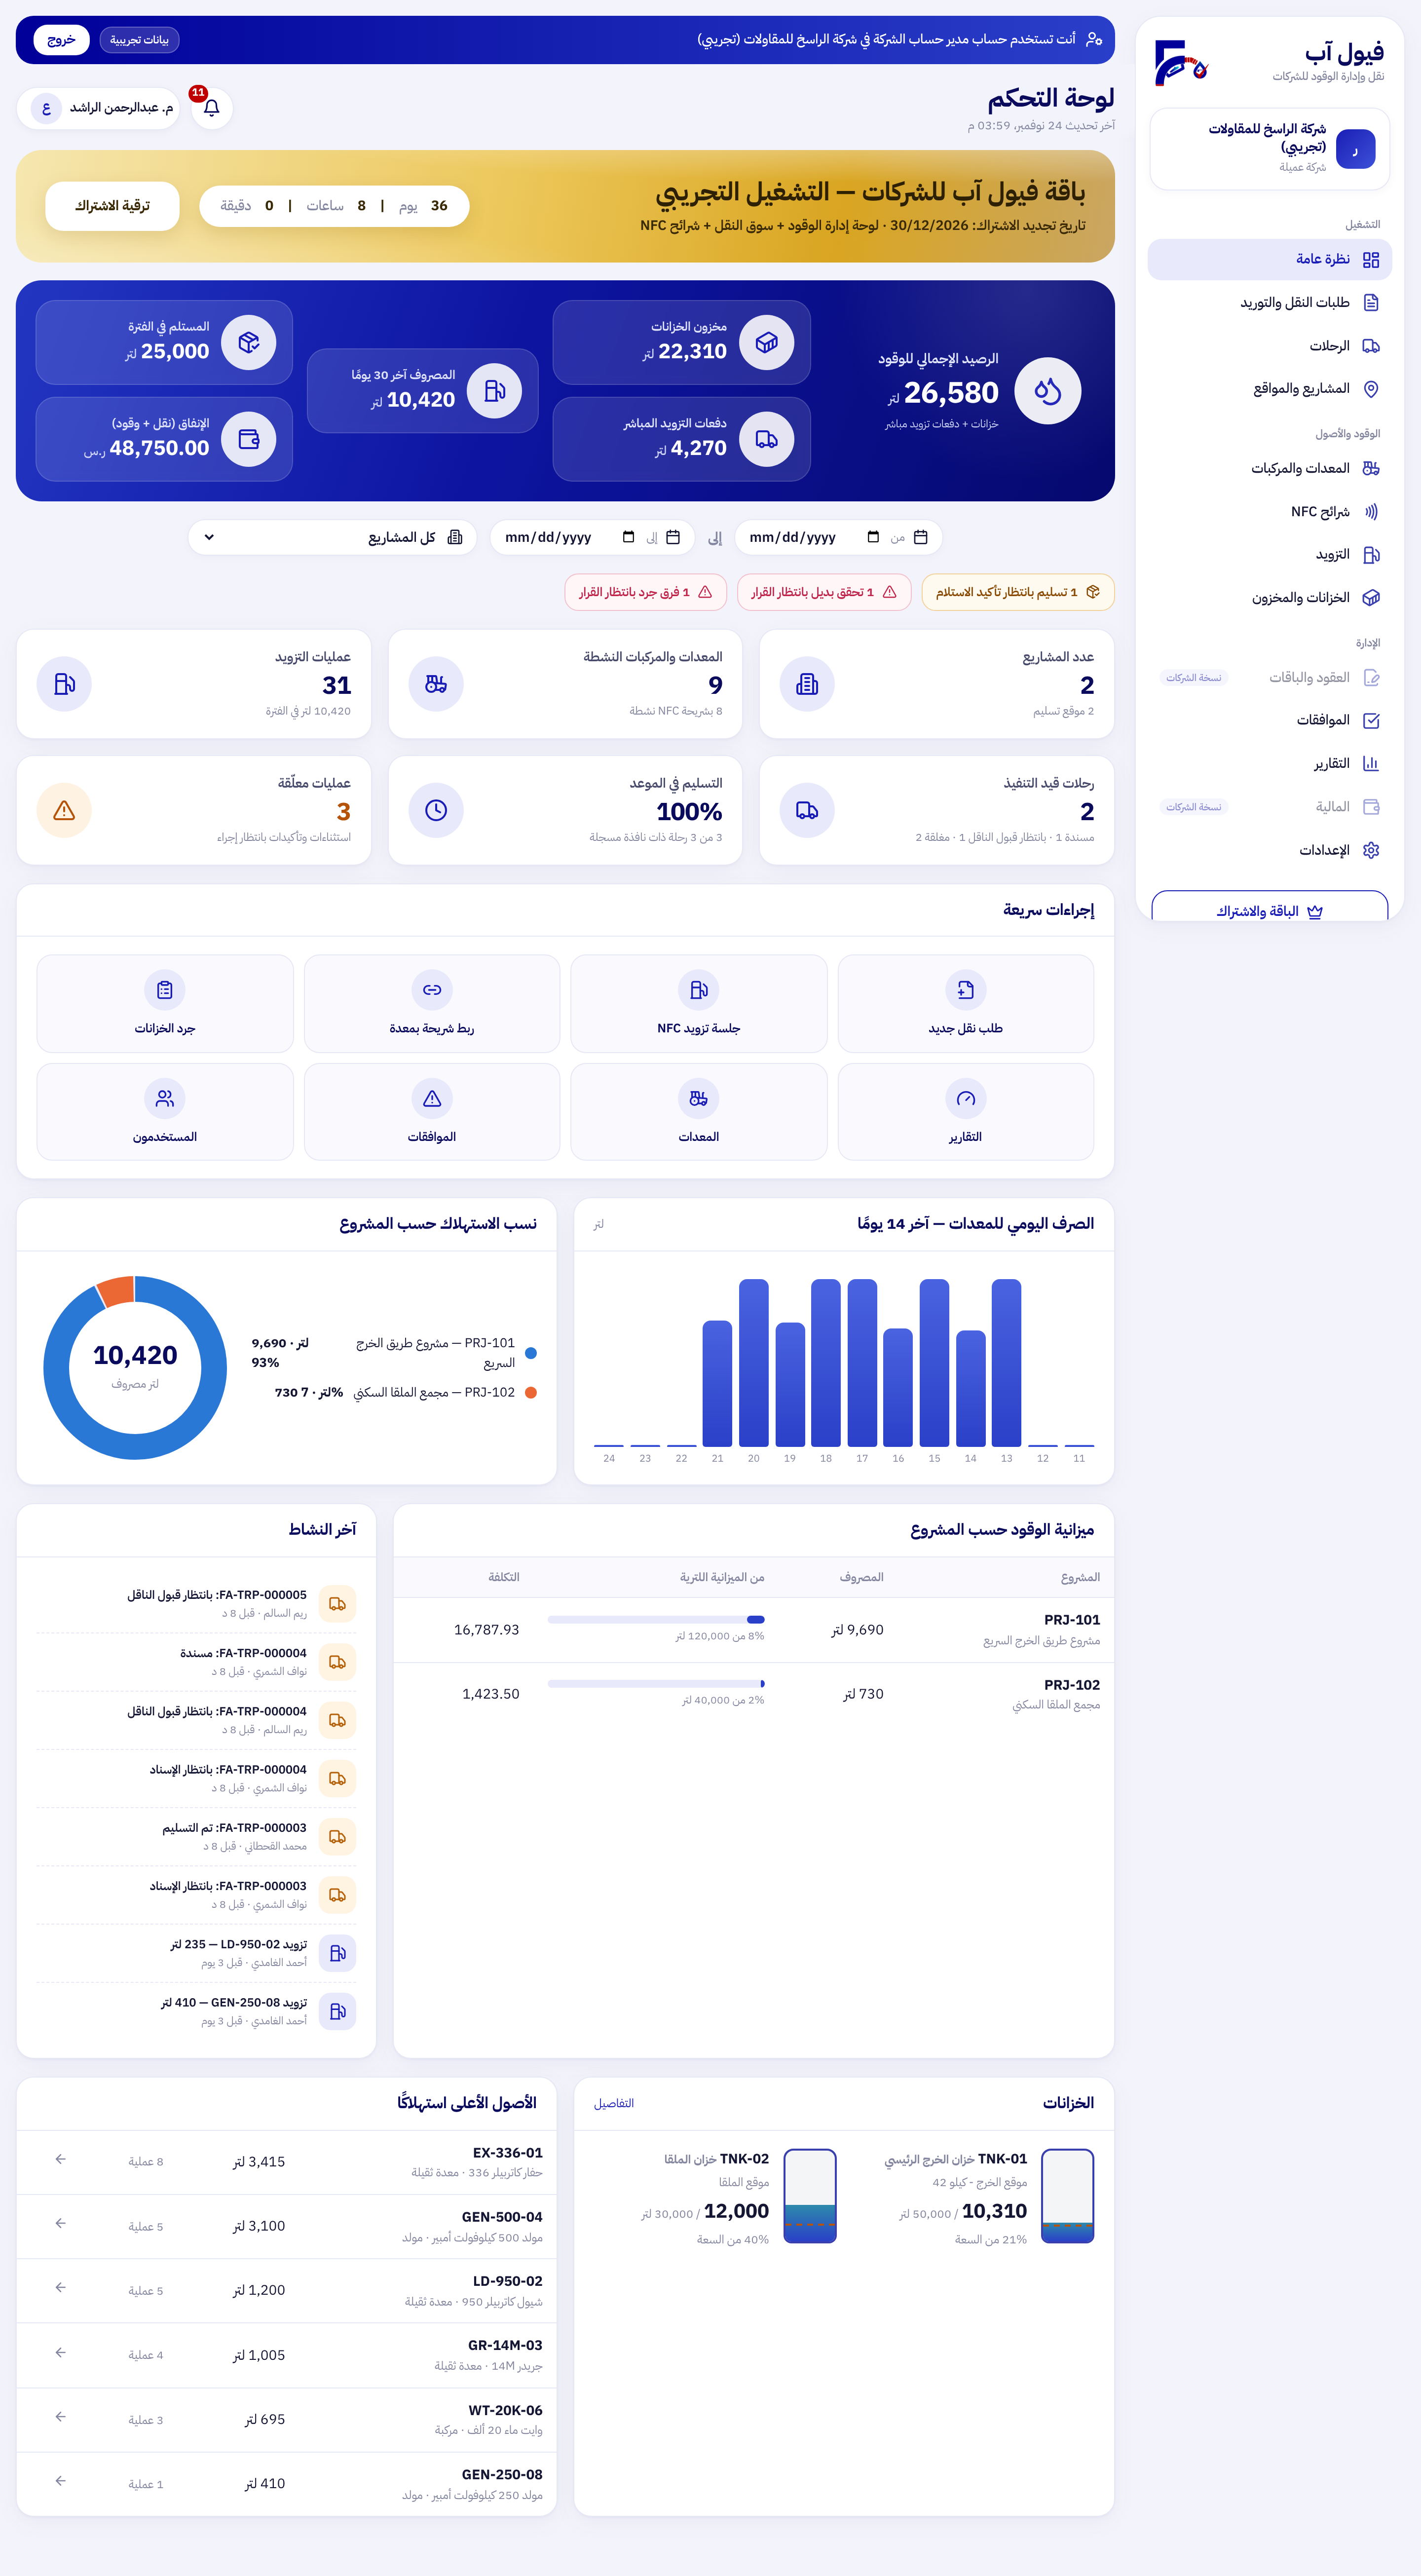 فيول آب
نقل وإدارة الوقود للشركات
ر
شركة الراسخ للمقاولات (تجريبي)
شركة عميلة
التشغيل
نظرة عامة
طلبات النقل والتوريد
الرحلات
المشاريع والمواقع
الوقود والأصول
المعدات والمركبات
شرائح NFC
التزويد
الخزانات والمخزون
الإدارة
العقود والباقات
نسخة الشركات
الموافقات
التقارير
المالية
نسخة الشركات
الإعدادات
الباقة والاشتراك
أنت تستخدم حساب مدير حساب الشركة في شركة الراسخ للمقاولات (تجريبي)
بيانات تجريبية
خروج
لوحة التحكم
آخر تحديث 24 نوفمبر، 03:59 م
11
م. عبدالرحمن الراشد
ع
باقة فيول آب للشركات — التشغيل التجريبي
تاريخ تجديد الاشتراك: 30/12/2026 · لوحة إدارة الوقود + سوق النقل + شرائح NFC
36 يوم | 8 ساعات | 0 دقيقة
ترقية الاشتراك
الرصيد الإجمالي للوقود
26,580 لتر
خزانات + دفعات تزويد مباشر
مخزون الخزانات
22,310 لتر
دفعات التزويد المباشر
4,270 لتر
المصروف آخر 30 يومًا
10,420 لتر
المستلم في الفترة
25,000 لتر
الإنفاق (نقل + وقود)
48,750.00 ر.س
من mm/dd/yyyy
إلى
إلى mm/dd/yyyy
كل المشاريع
1 تسليم بانتظار تأكيد الاستلام
1 تحقق بديل بانتظار القرار
1 فرق جرد بانتظار القرار
عدد المشاريع
2
2 موقع تسليم
المعدات والمركبات النشطة
9
8 بشريحة NFC نشطة
عمليات التزويد
31
10,420 لتر في الفترة
رحلات قيد التنفيذ
2
مسندة 1 · بانتظار قبول الناقل 1 · مغلقة 2
التسليم في الموعد
100%
3 من 3 رحلة ذات نافذة مسجلة
عمليات معلّقة
3
استثناءات وتأكيدات بانتظار إجراء
إجراءات سريعة
طلب نقل جديد
جلسة تزويد NFC
ربط شريحة بمعدة
جرد الخزانات
التقارير
المعدات
الموافقات
المستخدمون
الصرف اليومي للمعدات — آخر 14 يومًا
لتر
11 12 13 14 15 16 17 18 19 20 21 22 23 24
نسب الاستهلاك حسب المشروع
PRJ-101 — مشروع طريق الخرج السريع
9,690 لتر · 93%
PRJ-102 — مجمع الملقا السكني
730 لتر · 7%
10,420
لتر مصروف
ميزانية الوقود حسب المشروع
المشروع المصروف من الميزانية اللترية التكلفة
PRJ-101
مشروع طريق الخرج السريع
9,690 لتر
8% من 120,000 لتر
16,787.93
PRJ-102
مجمع الملقا السكني
730 لتر
2% من 40,000 لتر
1,423.50
آخر النشاط
FA-TRP-000005: بانتظار قبول الناقل
ريم السالم · قبل 8 د
FA-TRP-000004: مسندة
نواف الشمري · قبل 8 د
FA-TRP-000004: بانتظار قبول الناقل
ريم السالم · قبل 8 د
FA-TRP-000004: بانتظار الإسناد
نواف الشمري · قبل 8 د
FA-TRP-000003: تم التسليم
محمد القحطاني · قبل 8 د
FA-TRP-000003: بانتظار الإسناد
نواف الشمري · قبل 8 د
تزويد LD-950-02 — 235 لتر
أحمد الغامدي · قبل 3 يوم
تزويد GEN-250-08 — 410 لتر
أحمد الغامدي · قبل 3 يوم
الخزانات
التفاصيل
TNK-01 خزان الخرج الرئيسي
موقع الخرج - كيلو 42
10,310 / 50,000 لتر
21% من السعة
TNK-02 خزان الملقا
موقع الملقا
12,000 / 30,000 لتر
40% من السعة
الأصول الأعلى استهلاكًا
EX-336-01
حفار كاتربيلر 336 · معدة ثقيلة
3,415 لتر
8 عملية
GEN-500-04
مولد 500 كيلوفولت أمبير · مولد
3,100 لتر
5 عملية
LD-950-02
شيول كاتربيلر 950 · معدة ثقيلة
1,200 لتر
5 عملية
GR-14M-03
جريدر 14M · معدة ثقيلة
1,005 لتر
4 عملية
WT-20K-06
وايت ماء 20 ألف · مركبة
695 لتر
3 عملية
GEN-250-08
مولد 250 كيلوفولت أمبير · مولد
410 لتر
1 عملية